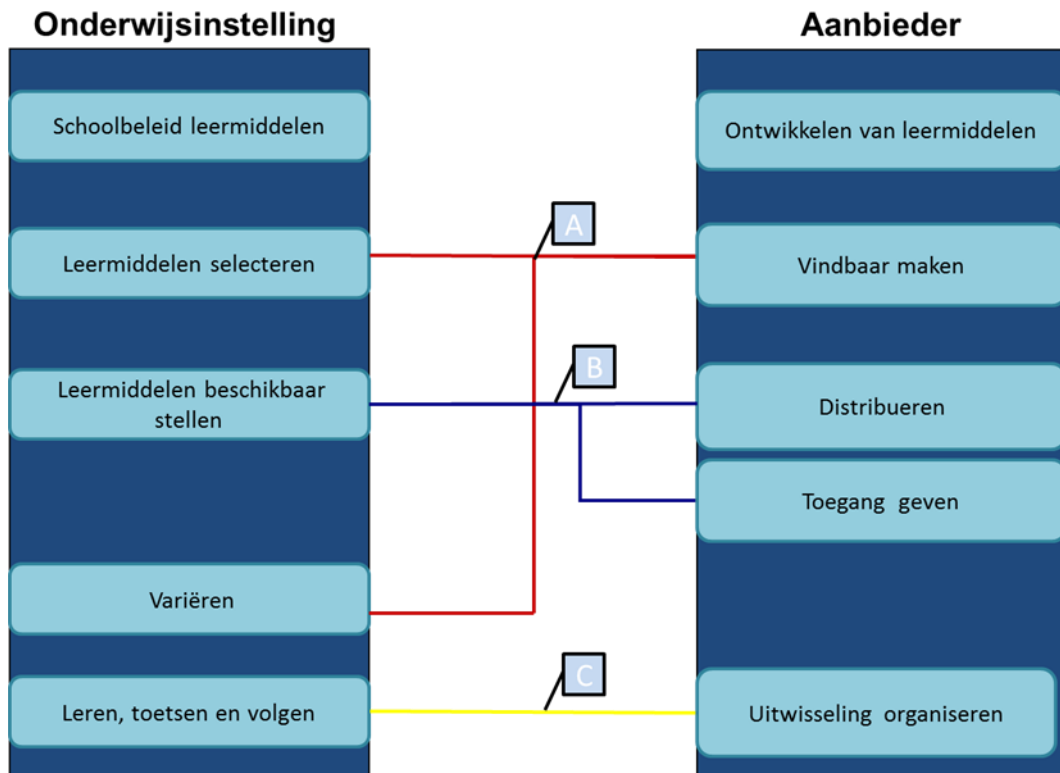 Onderwijsinstelling
Aanbieder
Schoolbeleid leermiddelen
Ontwikkelen van leermiddelen
A
Leermiddelen selecteren
Vindbaar maken
B
Leermiddelen beschikbaar
stellen
Distribueren
Toegang geven
Variëren
C
Leren, toetsen en volgen
Uitwisseling organiseren